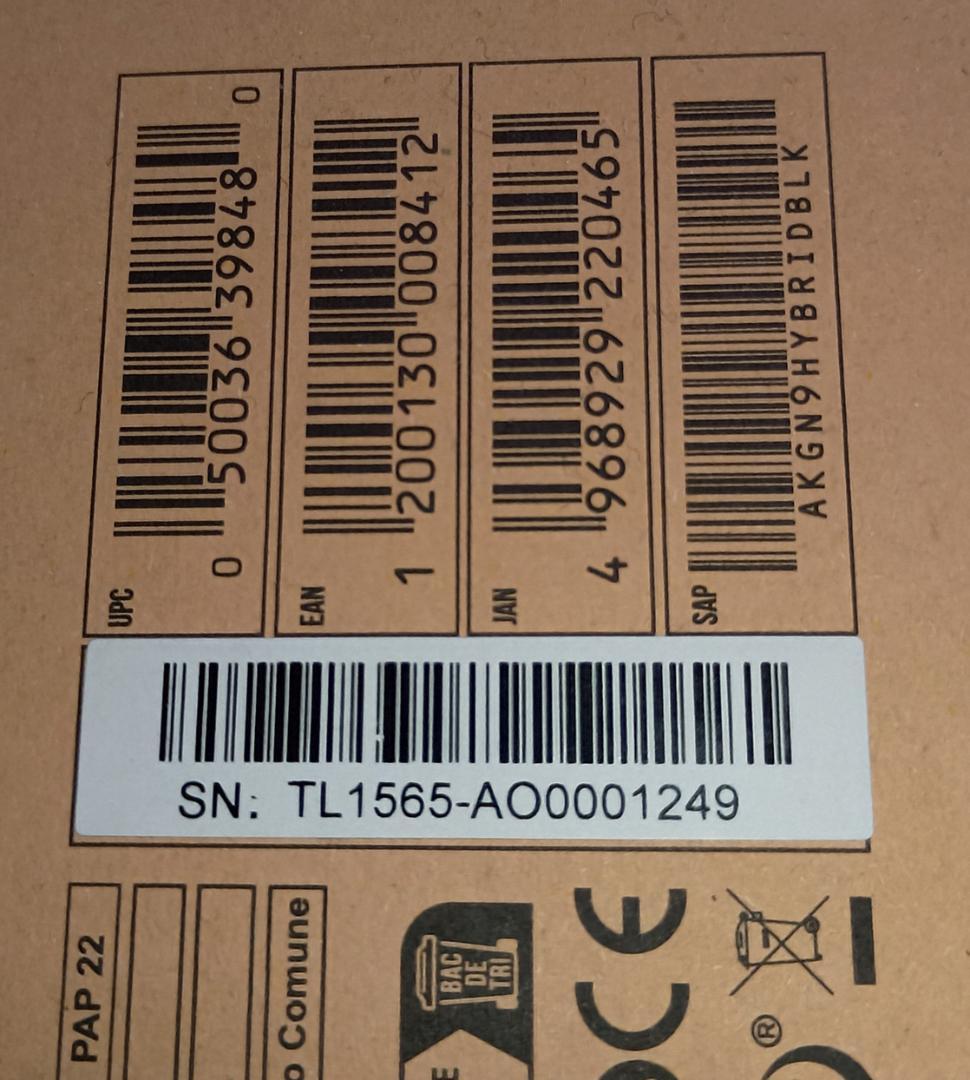 UPC
0 50036 39848 0
EAN
1 200130 008412
JAN
4 968929 220465
SAP
AKGN9HYBRIDBLK
SN: TL1565-AO0001249
PAP 22
Comune
BAC
DE
TRI
CE
®